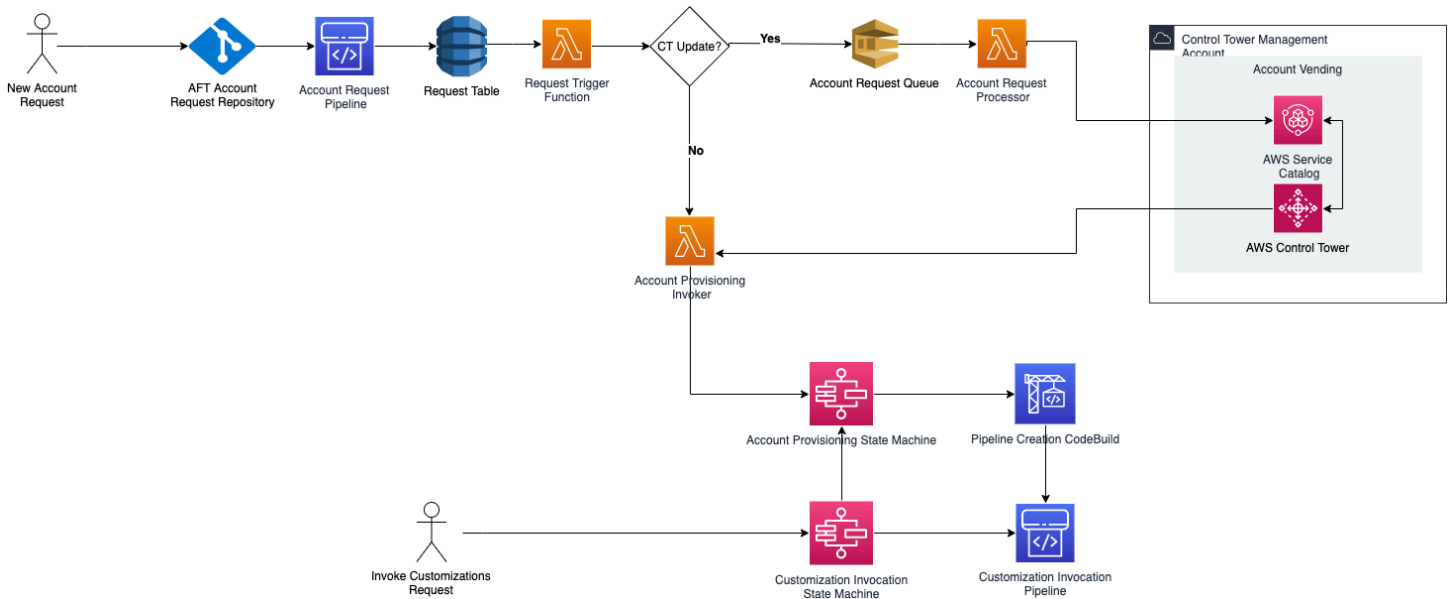 New Account
Request
AFT Account
Request Repository
Account Request
Pipeline
Request Table
Request Trigger
Function
CT Update?
Yes
No
Account Request Queue
Account Request
Processor
Control Tower Management
Account
Account Vending
AWS Service
Catalog
AWS Control Tower
Account Provisioning
Invoker
Account Provisioning State Machine
Pipeline Creation CodeBuild
Invoke Customizations
Request
Customization Invocation
State Machine
Customization Invocation
Pipeline